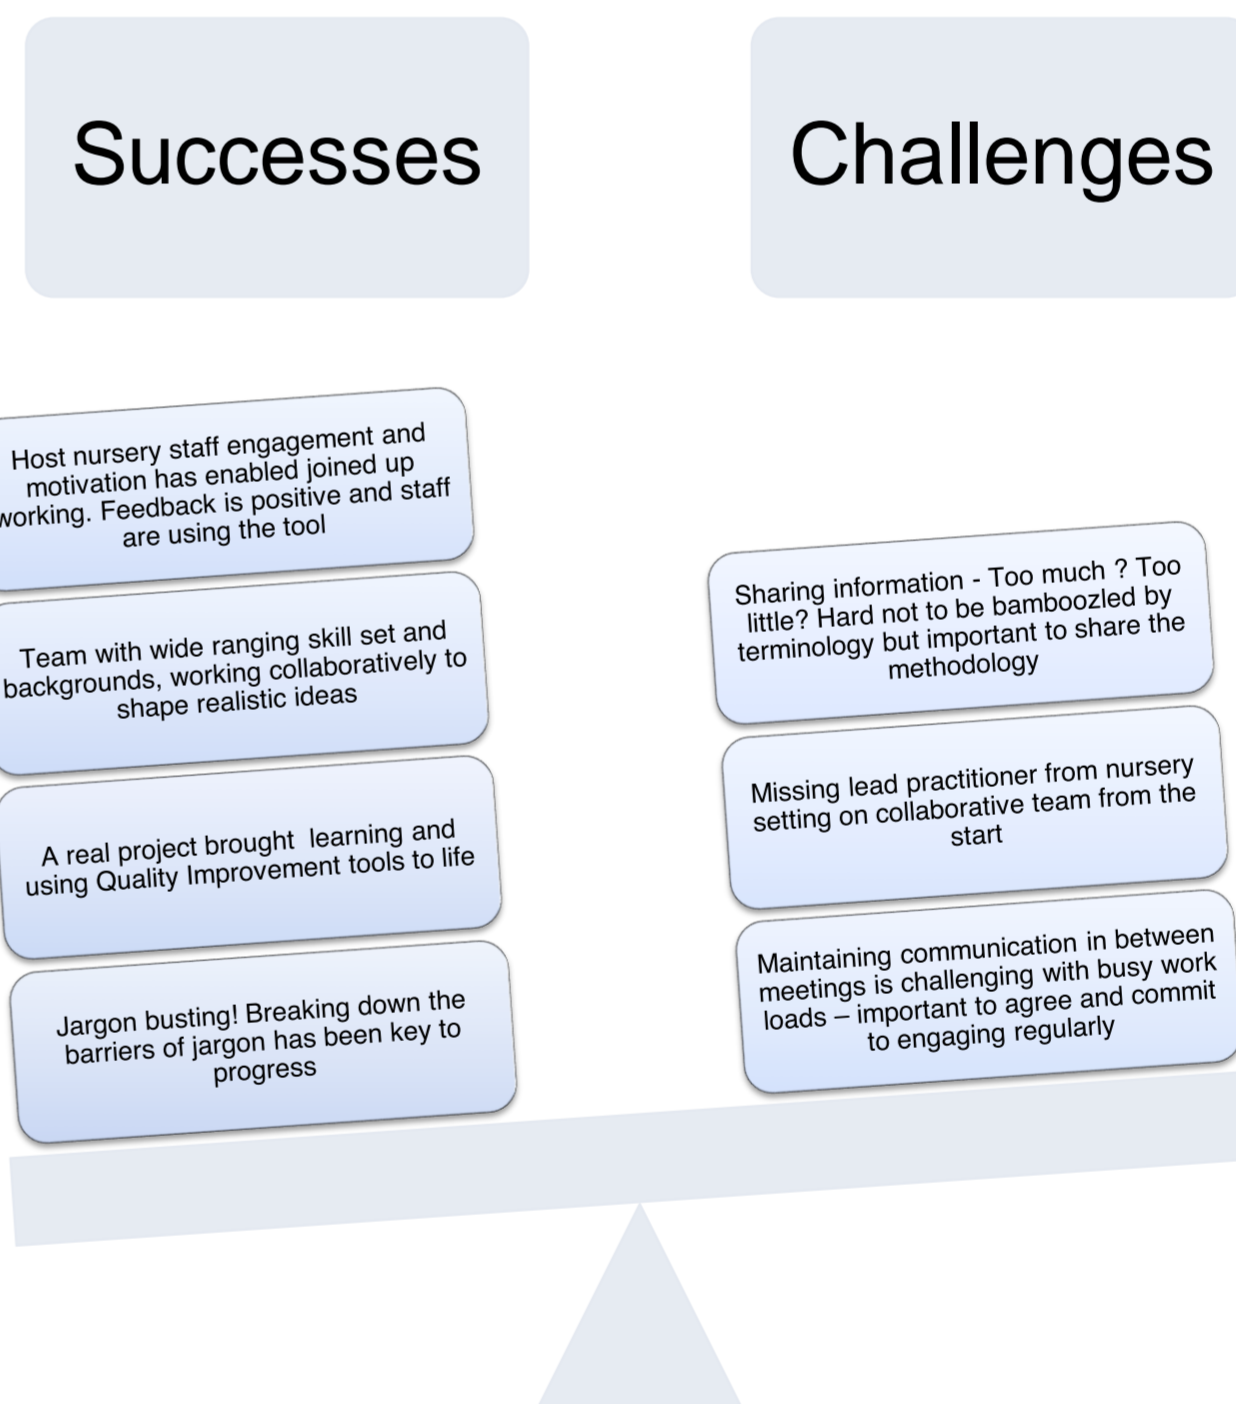 Successes
Challenges
Host nursery staff engagement and
motivation has enabled joined up
working. Feedback is positive and staff
are using the tool
Team with wide ranging skill set and
backgrounds, working collaboratively to
shape realistic ideas
A real project brought  learning and
using Quality Improvement tools to life
Jargon busting! Breaking down the
barriers of jargon has been key to
progress
Sharing information - Too much ? Too
little? Hard not to be bamboozled by
terminology but important to share the
methodology
Missing lead practitioner from nursery
setting on collaborative team from the
start
Maintaining communication in between
meetings is challenging with busy work
loads – important to agree and commit
to engaging regularly